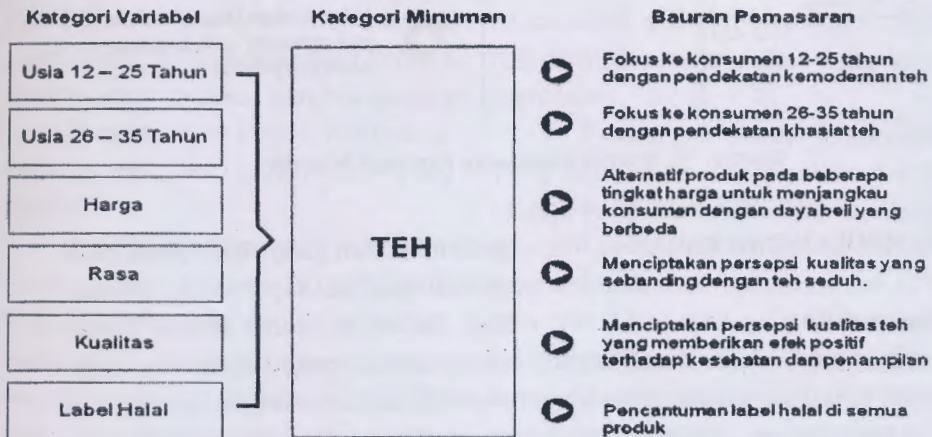 Kategori Variabel
Kategori Minuman
Bauran Pemasaran
Usia 12 – 25 Tahun
Usia 26 – 35 Tahun
Harga
Rasa
Kualitas
Label Halal
TEH
Fokus ke konsumen 12-25 tahun
dengan pendekatan kemodernan teh
Fokus ke konsumen 26-35 tahun
dengan pendekatan khasiat teh
Alternatif produk pada beberapa
tingkat harga untuk menjangkau
konsumen dengan daya beli yang
berbeda
Menciptakan persepsi kualitas yang
sebanding dengan teh seduh.
Menciptakan persepsi kualitas teh
yang memberikan efek positif
terhadap kesehatan dan penampilan
Pencantuman label halal di semua
produk